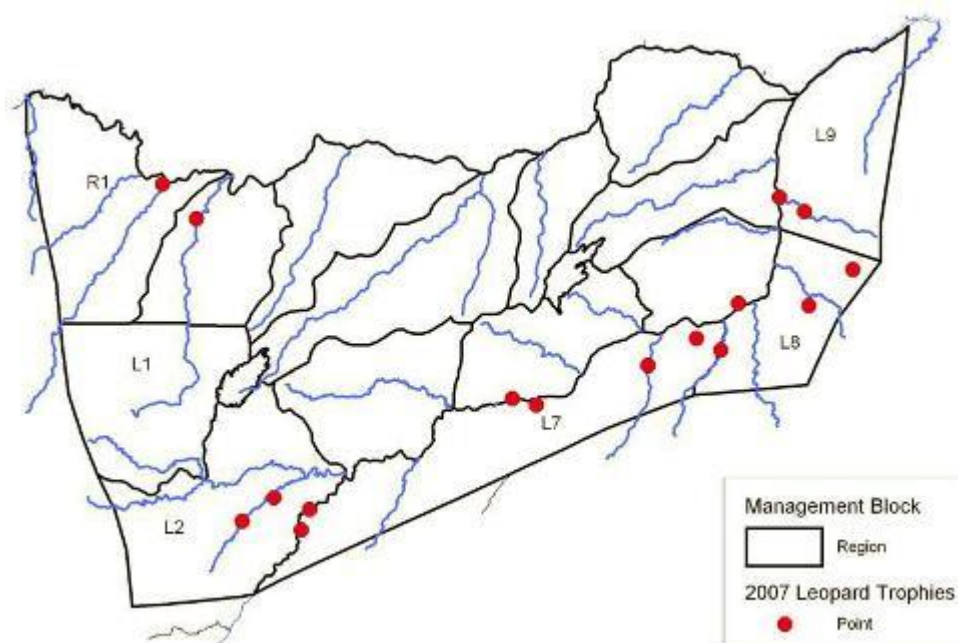 R1
L9
L1
L8
L7
L2
Management Block
Region
2007 Leopard Trophies
Point